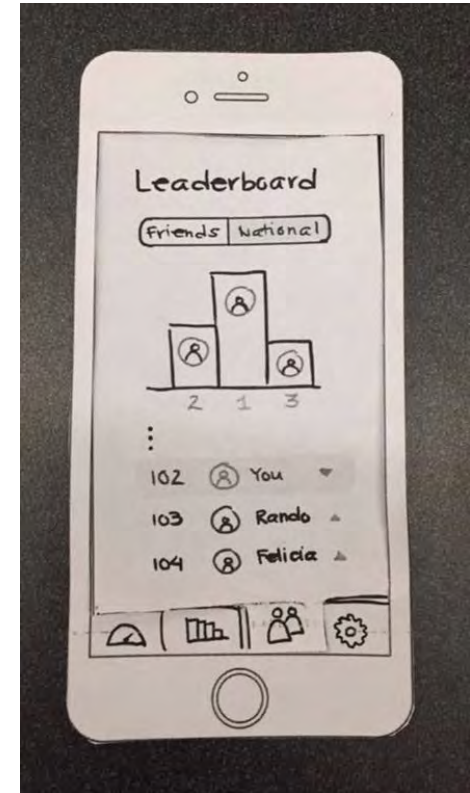 Leaderboard
Friends National
2 1 3
102 You
103 Rando
104 Felicia